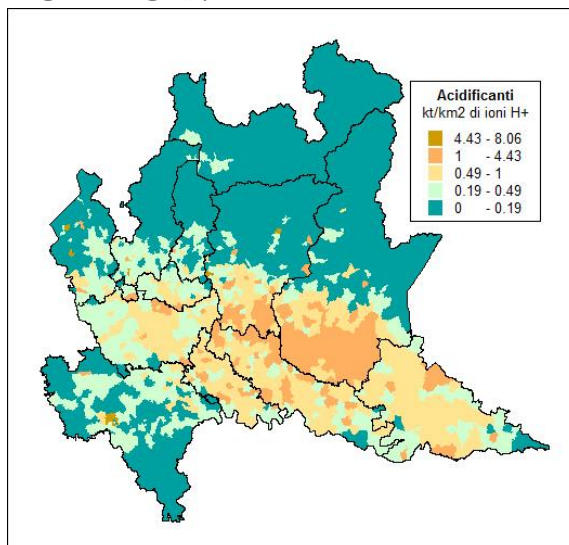 Acidificanti
kt/km2 di ioni H+
4.43 - 8.06
1 - 4.43
0.49 - 1
0.19 - 0.49
0 - 0.19